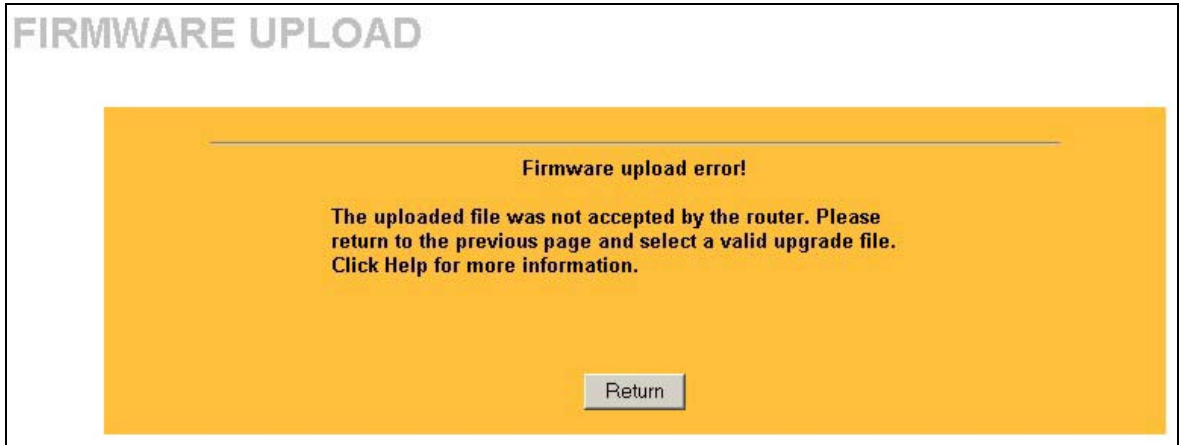 FIRMWARE UPLOAD
Firmware upload error!
The uploaded file was not accepted by the router. Please
return to the previous page and select a valid upgrade file.
Click Help for more information.
Return